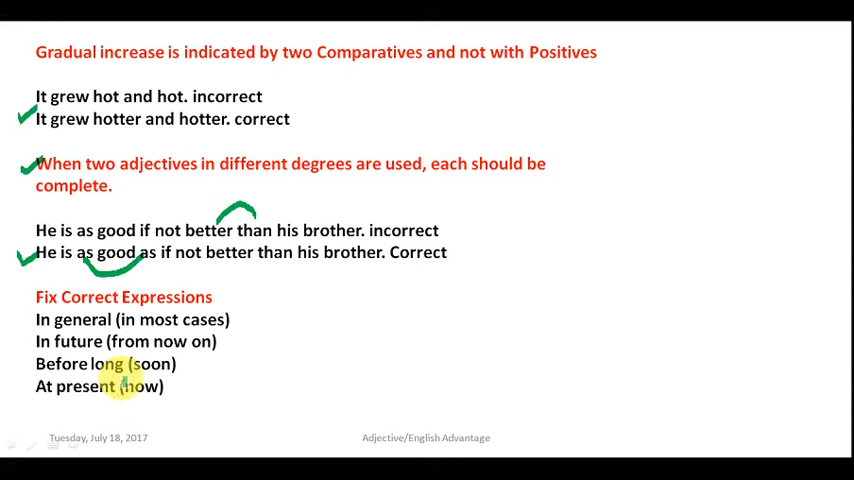 Gradual increase is indicated by two Comparatives and not with Positives
It grew hot and hot. incorrect
It grew hotter and hotter. correct
When two adjectives in different degrees are used, each should be
complete.
He is as good if not better than his brother. incorrect
He is as good as if not better than his brother. Correct
Fix Correct Expressions
In general (in most cases)
In future (from now on)
Before long (soon)
At present (now)
Tuesday, July 18, 2017
Adjective/English Advantage